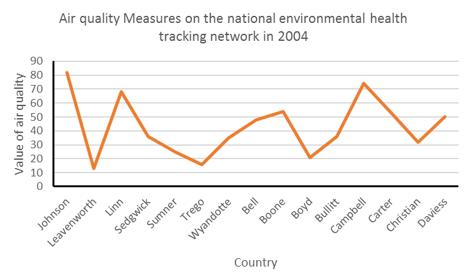 Air quality Measures on the national environmental health
tracking network in 2004
Value of air quality
90
80
70
60
50
40
30
20
10
0
Johnson
Leavenworth
Linn
Sedgwick
Sumner
Trego
Wyandotte
Bell
Boone
Boyd
Bullitt
Campbell
Carter
Christian
Daviess
Country